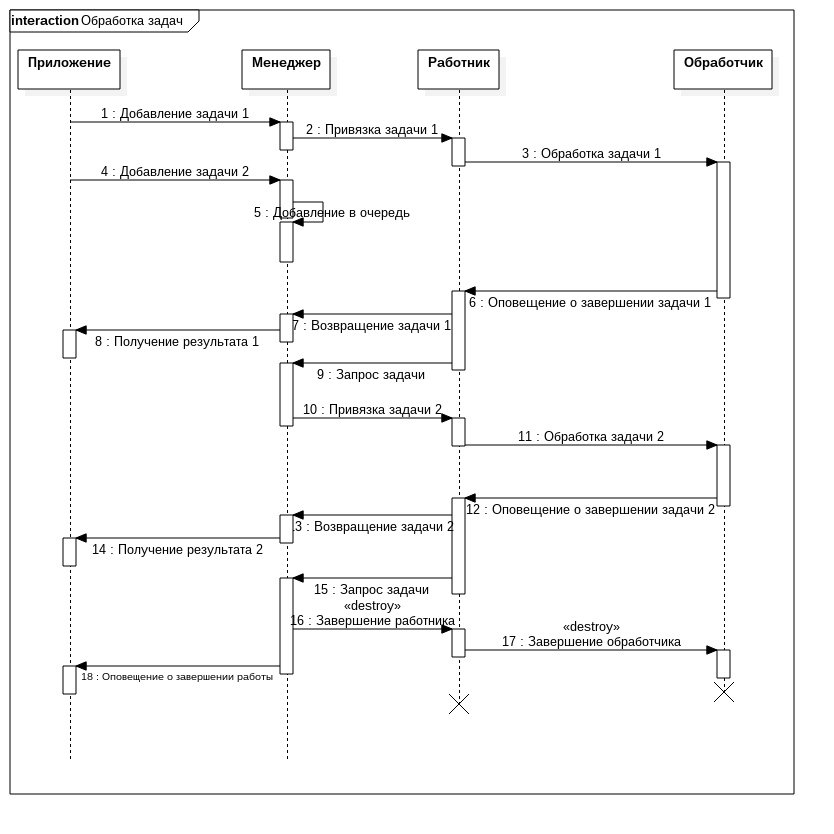 interaction Обработка задач
Приложение
Менеджер
Работник
Обработчик
1 : Добавление задачи 1
2 : Привязка задачи 1
3 : Обработка задачи 1
4 : Добавление задачи 2
5 : Добавление в очередь
6 : Оповещение о завершении задачи 1
7 : Возвращение задачи 1
8 : Получение результата 1
9 : Запрос задачи
10 : Привязка задачи 2
11 : Обработка задачи 2
12 : Оповещение о завершении задачи 2
13 : Возвращение задачи 2
14 : Получение результата 2
15 : Запрос задачи
«destroy»
16 : Завершение работника
«destroy»
17 : Завершение обработчика
18 : Оповещение о завершении работы